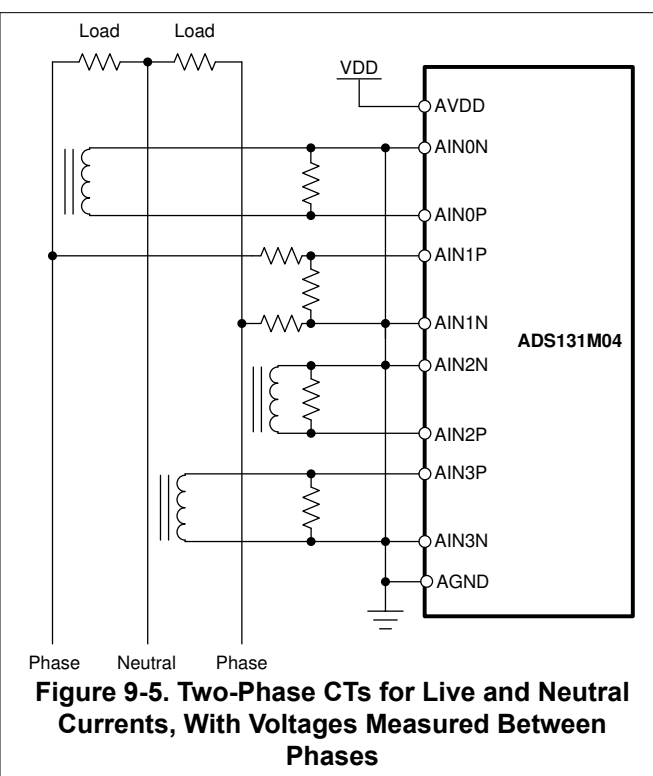 Load
Load
VDD
AVDD
AIN0N
AIN0P
AIN1P
AIN1N
ADS131M04
AIN2N
AIN2P
AIN3P
AIN3N
AGND
Phase
Neutral
Phase
Figure 9-5. Two-Phase CTs for Live and Neutral
Currents, With Voltages Measured Between
Phases